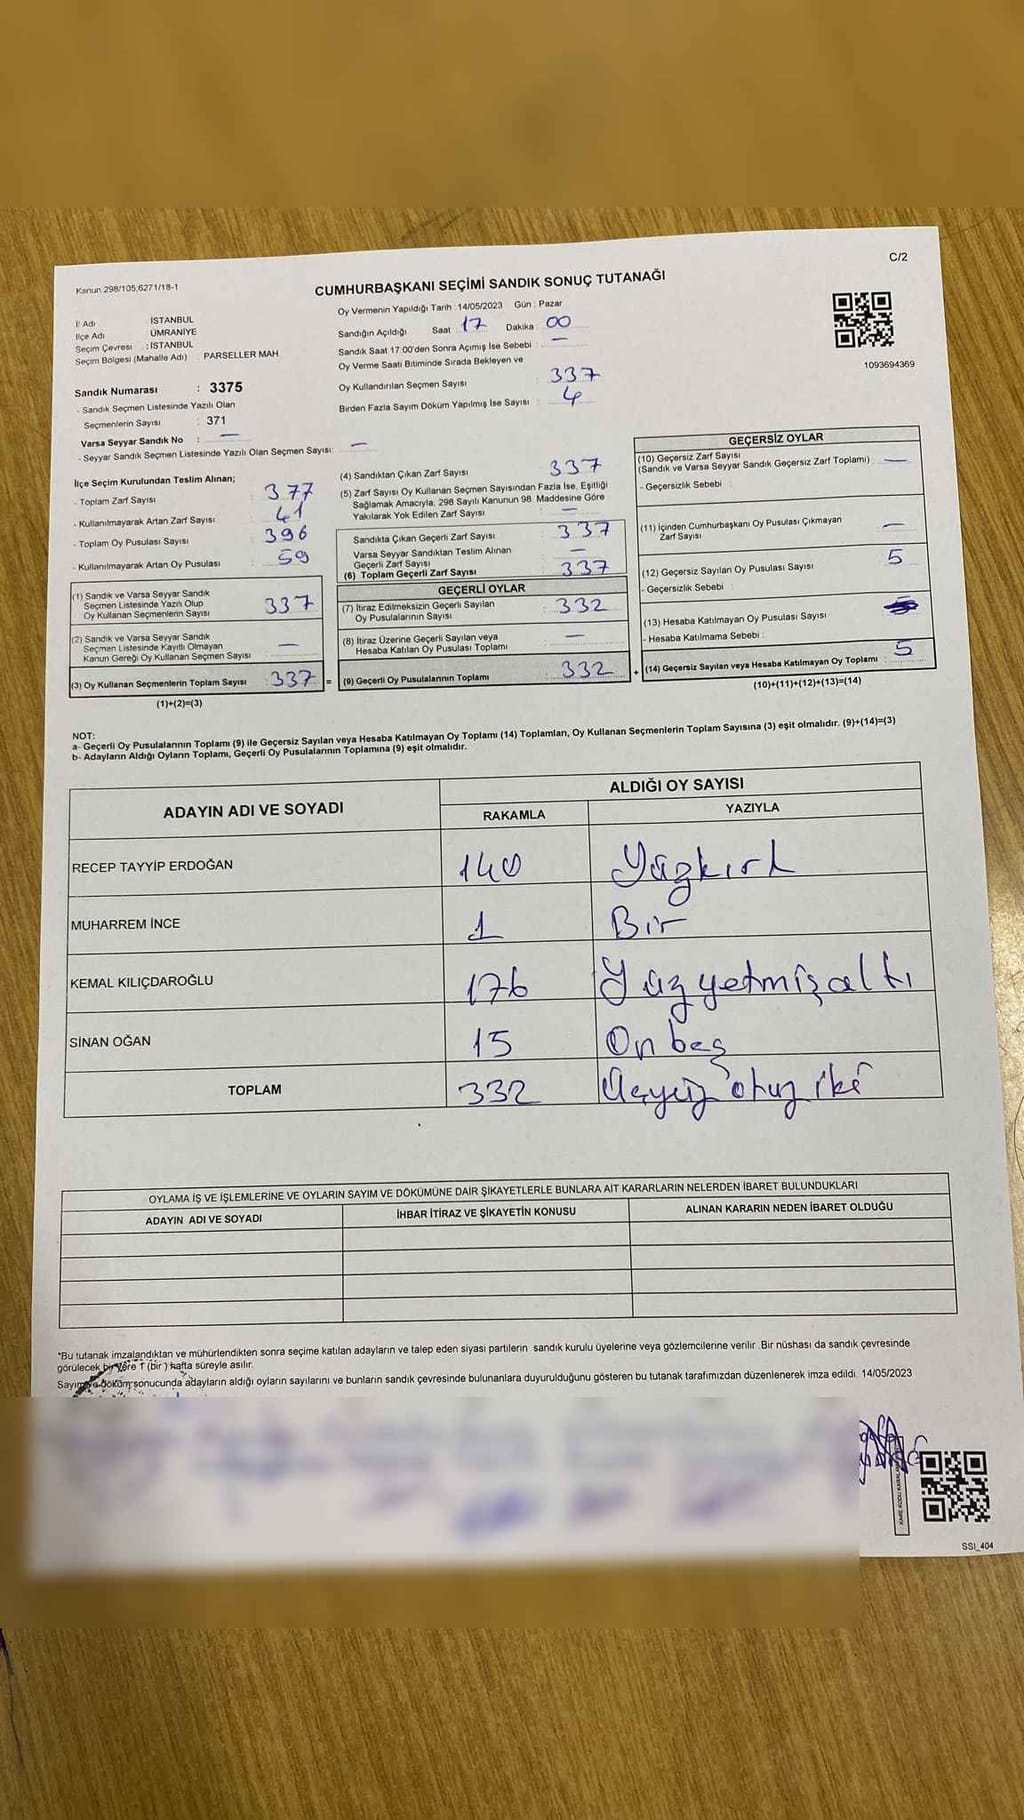 C/2
Kanun 298/105,6271/18-1
CUMHURBAŞKANI SEÇİMİ SANDIK SONUÇ TUTANAĞI
İl Adı İSTANBUL
İlçe Adı ÜMRANİYE
Seçim Çevresi : İSTANBUL
Seçim Bölgesi (Mahalle Adı) : PARSELLER MAH
Sandık Numarası : 3375
- Sandık Seçmen Listesinde Yazılı Olan
Seçmenlerin Sayısı : 371
Varsa Seyyar Sandık No : —
- Seyyar Sandık Seçmen Listesinde Yazılı Olan Seçmen Sayısı: —
Oy Vermenin Yapıldığı Tarih :14/05/2023 Gün : Pazar
Sandığın Açıldığı Saat 17 Dakika 00
Sandık Saat 17:00'den Sonra Açımış İse Sebebi : —
Oy Verme Saati Bitiminde Sırada Bekleyen ve
Oy Kullandırılan Seçmen Sayısı : 337
Birden Fazla Sayım Döküm Yapılmış İse Sayısı : 4
1093694369
İlçe Seçim Kurulundan Teslim Alınan;
- Toplam Zarf Sayısı : 377
- Kullanılmayarak Artan Zarf Sayısı : 41
- Toplam Oy Pusulası Sayısı : 396
- Kullanılmayarak Artan Oy Pusulası : 59
(1) Sandık ve Varsa Seyyar Sandık
Seçmen Listesinde Yazılı Olup
Oy Kullanan Seçmenlerin Sayısı : 337
(2) Sandık ve Varsa Seyyar Sandık
Seçmen Listesinde Kayıtlı Olmayan
Kanun Gereği Oy Kullanan Seçmen Sayısı —
(3) Oy Kullanan Seçmenlerin Toplam Sayısı : 337 =
(1)+(2)=(3)
(4) Sandıktan Çıkan Zarf Sayısı : 337
(5) Zarf Sayısı Oy Kullanan Seçmen Sayısından Fazla İse, Eşitliği
Sağlamak Amacıyla, 298 Sayılı Kanunun 98. Maddesine Göre
Yakılarak Yok Edilen Zarf Sayısı —
Sandıkta Çıkan Geçerli Zarf Sayısı : 337
Varsa Seyyar Sandıktan Teslim Alınan
Geçerli Zarf Sayısı —
(6) Toplam Geçerli Zarf Sayısı : 337
GEÇERLİ OYLAR
(7) İtiraz Edilmeksizin Geçerli Sayılan
Oy Pusulalarının Sayısı : 332
(8) İtiraz Üzerine Geçerli Sayılan veya
Hesaba Katılan Oy Pusulası Toplamı —
(9) Geçerli Oy Pusulalarının Toplamı : 332 +
GEÇERSİZ OYLAR
(10) Geçersiz Zarf Sayısı
(Sandık ve Varsa Seyyar Sandık Geçersiz Zarf Toplamı) —
- Geçersizlik Sebebi :
(11) İçinden Cumhurbaşkanı Oy Pusulası Çıkmayan
Zarf Sayısı —
(12) Geçersiz Sayılan Oy Pusulası Sayısı : 5
- Geçersizlik Sebebi :
(13) Hesaba Katılmayan Oy Pusulası Sayısı
- Hesaba Katılmama Sebebi :
(14) Geçersiz Sayılan veya Hesaba Katılmayan Oy Toplamı : 5
(10)+(11)+(12)+(13)=(14)
NOT:
a- Geçerli Oy Pusulalarının Toplamı (9) ile Geçersiz Sayılan veya Hesaba Katılmayan Oy Toplamı (14) Toplamları, Oy Kullanan Seçmenlerin Toplam Sayısına (3) eşit olmalıdır. (9)+(14)=(3)
b- Adayların Aldığı Oyların Toplamı, Geçerli Oy Pusulalarının Toplamına (9) eşit olmalıdır.
ADAYIN ADI VE SOYADI
ALDIĞI OY SAYISI
RAKAMLA YAZIYLA
RECEP TAYYİP ERDOĞAN 140 Yüzkırk
MUHARREM İNCE 1 Bir
KEMAL KILIÇDAROĞLU 176 Yüzyetmişaltı
SİNAN OĞAN 15 On beş
TOPLAM 332 Üçyüz otuz iki
OYLAMA İŞ VE İŞLEMLERİNE VE OYLARIN SAYIM VE DÖKÜMÜNE DAİR ŞİKAYETLERLE BUNLARA AİT KARARLARIN NELERDEN İBARET BULUNDUKLARI
ADAYIN ADI VE SOYADI İHBAR İTİRAZ VE ŞİKAYETİN KONUSU ALINAN KARARIN NEDEN İBARET OLDUĞU
*Bu tutanak imzalandıktan ve mühürlendikten sonra seçime katılan adayların ve talep eden siyasi partilerin sandık kurulu üyelerine veya gözlemcilerine verilir. Bir nüshası da sandık çevresinde
görülecek bir yere 1 (bir) hafta süreyle asılır.
Sayım ve döküm sonucunda adayların aldığı oyların sayılarını ve bunların sandık çevresinde bulunanlara duyurulduğunu gösteren bu tutanak tarafımızdan düzenlenerek imza edildi. 14/05/2023
SSI_404